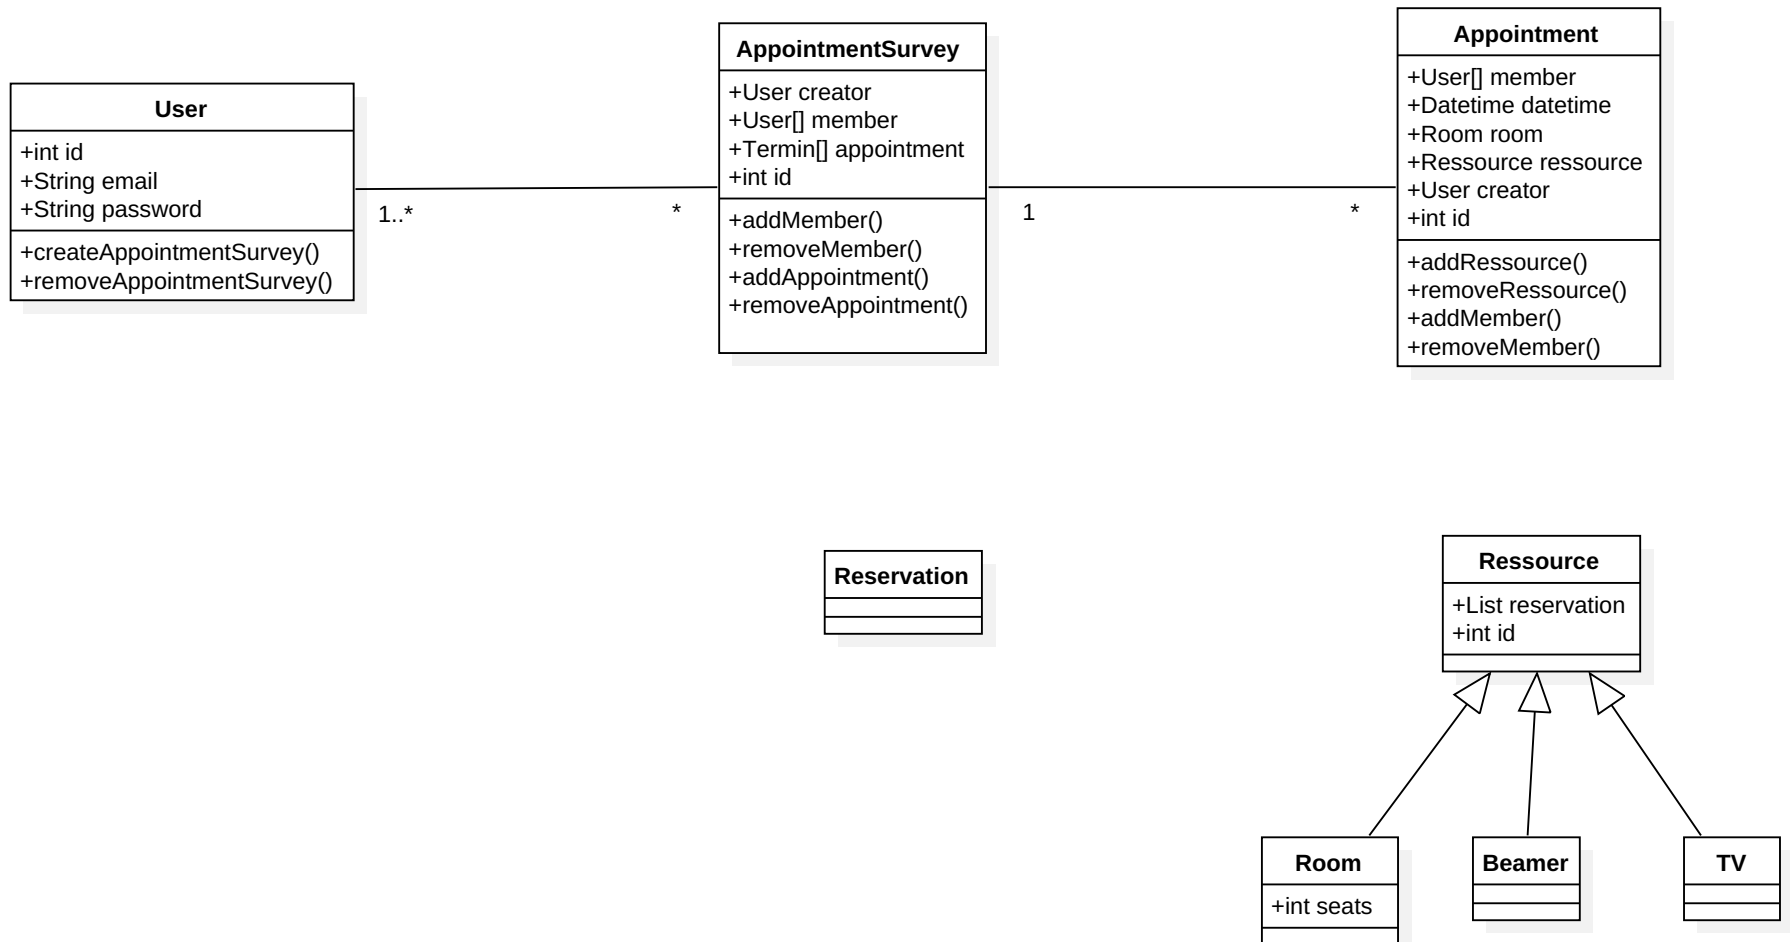 User
+int id
+String email
+String password
+createAppointmentSurvey()
+removeAppointmentSurvey()
1..*
*
AppointmentSurvey
+User creator
+User[] member
+Termin[] appointment
+int id
+addMember()
+removeMember()
+addAppointment()
+removeAppointment()
1
*
Appointment
+User[] member
+Datetime datetime
+Room room
+Ressource ressource
+User creator
+int id
+addRessource()
+removeRessource()
+addMember()
+removeMember()
Reservation
Ressource
+List reservation
+int id
Room
+int seats
Beamer
TV